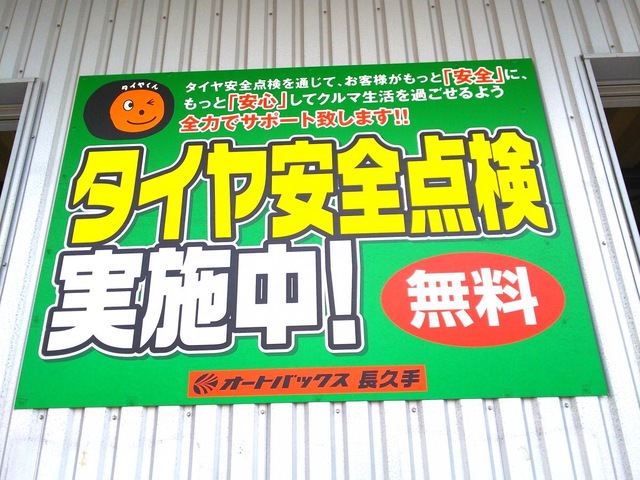 タイヤくん
タイヤ安全点検を通じて、お客様がもっと「安全」に、
もっと「安心」してクルマ生活を過ごせるよう
全力でサポート致します!!
タイヤ安全点検
実施中!
無料
オートバックス 長久手